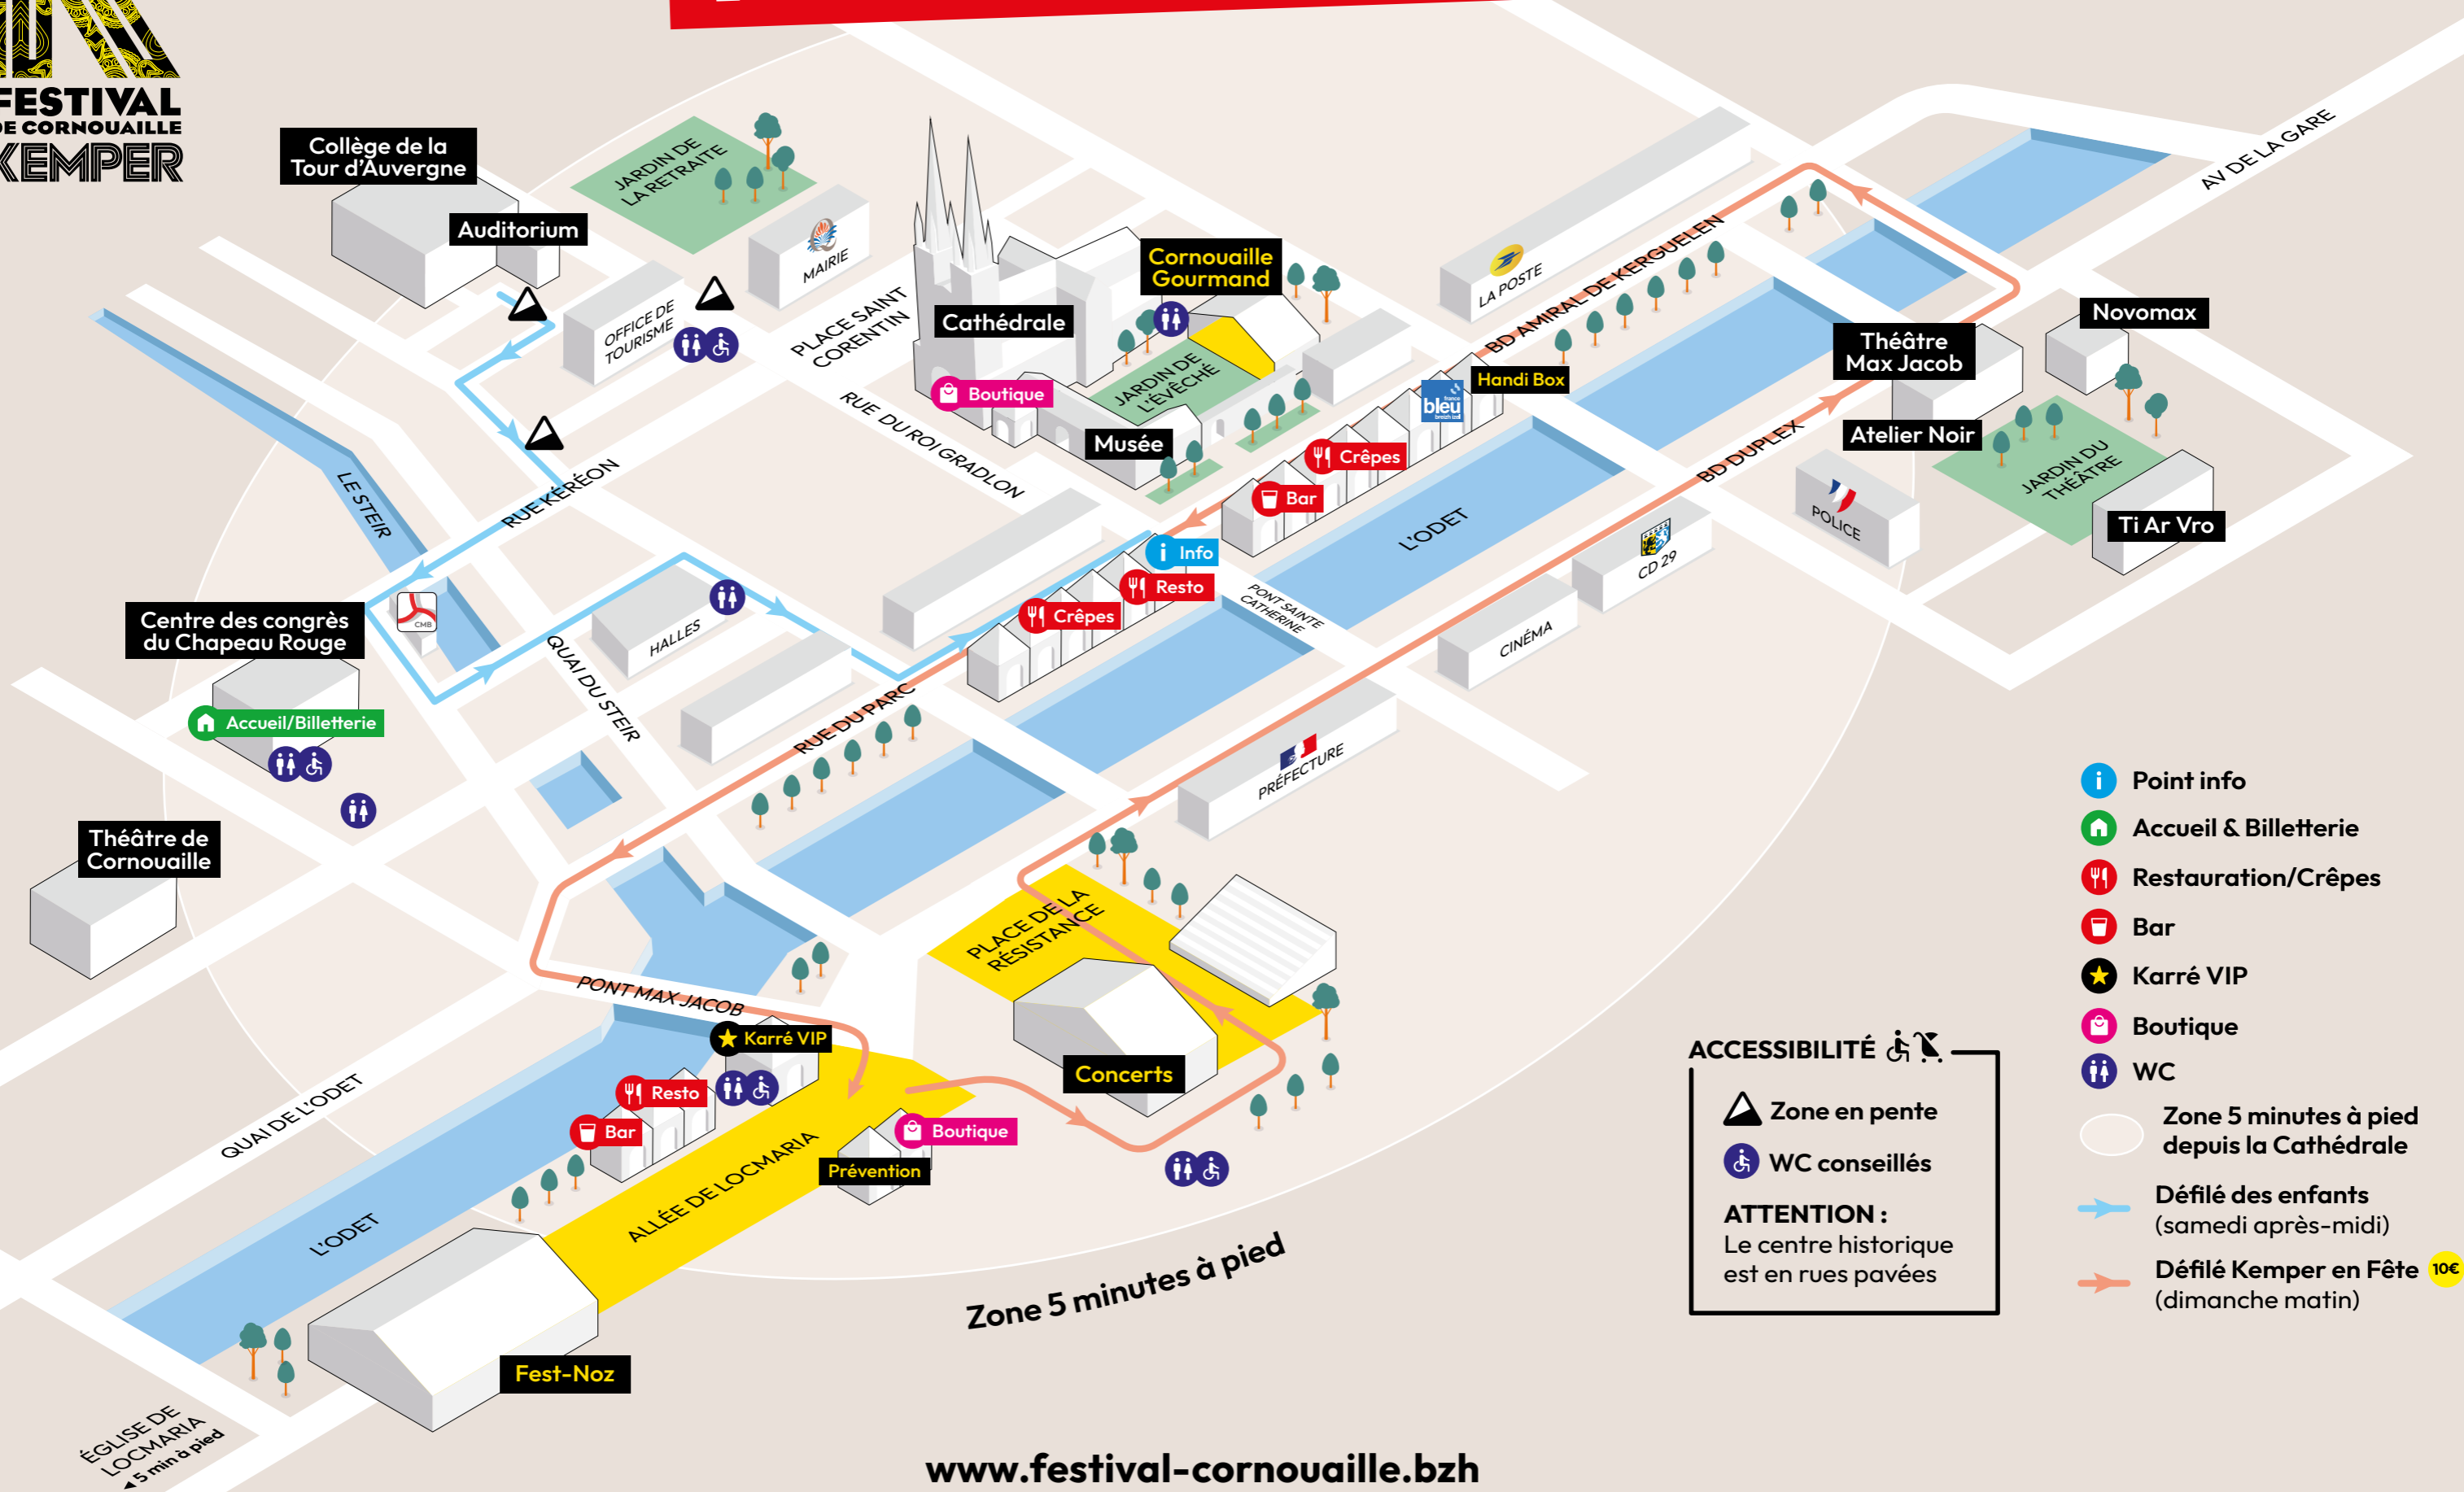 FESTIVAL
DE CORNOUAILLE
KEMPER
Collège de la
Tour d'Auvergne
Auditorium
JARDIN DE
LA RETRAITE
MAIRIE
OFFICE DE
TOURISME
PLACE SAINT
CORENTIN
Cathédrale
Cornouaille
Gourmand
JARDIN DE
L'ÉVÊCHÉ
Boutique
Musée
RUE DU ROI GRADLON
LA POSTE
BD AMIRAL DE KERGUELEN
AV DE LA GARE
Novomax
Théâtre
Max Jacob
Atelier Noir
JARDIN DU
THÉÂTRE
Ti Ar Vro
POLICE
BD DUPLEX
Handi Box
france
bleu
breizh izel
Crêpes
Bar
L'ODET
CD 29
CINÉMA
PONT SAINTE
CATHERINE
Info
Resto
Crêpes
LE STEIR
RUE KÉRÉON
CMB
HALLES
QUAI DU STEIR
Centre des congrès
du Chapeau Rouge
Accueil/Billetterie
RUE DU PARC
PRÉFECTURE
Théâtre de
Cornouaille
PLACE DE LA
RÉSISTANCE
PONT MAX JACOB
Karré VIP
Concerts
Resto
Bar
Boutique
Prévention
ALLÉE DE LOCMARIA
QUAI DE L'ODET
L'ODET
Fest-Noz
Zone 5 minutes à pied
ÉGLISE DE
LOCMARIA
5 min à pied
ACCESSIBILITÉ
Zone en pente
WC conseillés
ATTENTION :
Le centre historique
est en rues pavées
Point info
Accueil & Billetterie
Restauration/Crêpes
Bar
Karré VIP
Boutique
WC
Zone 5 minutes à pied
depuis la Cathédrale
Défilé des enfants
(samedi après-midi)
Défilé Kemper en Fête 10€
(dimanche matin)
www.festival-cornouaille.bzh